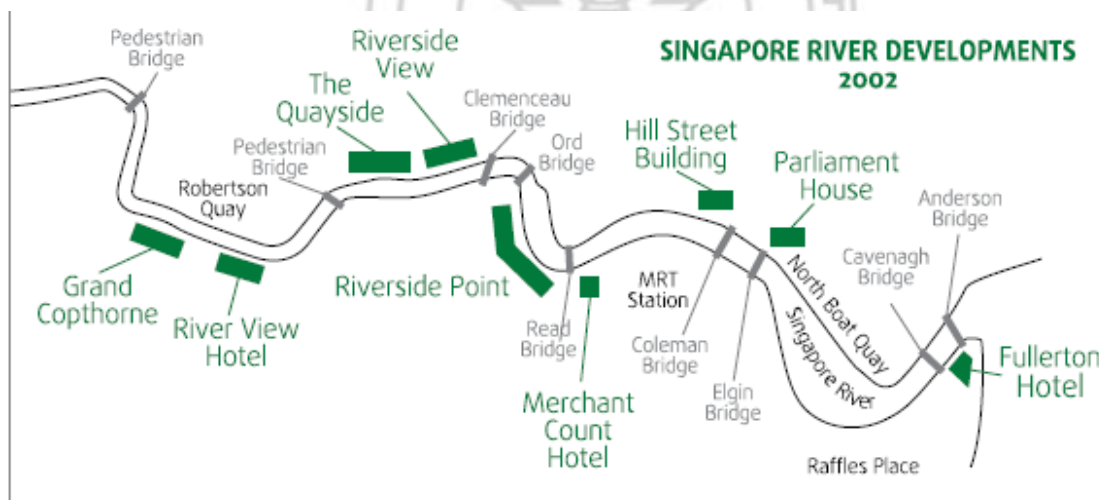 SINGAPORE RIVER DEVELOPMENTS
2002
Pedestrian
Bridge
Riverside
View
The
Quayside
Clemenceau
Bridge
Pedestrian
Bridge
Ord
Bridge
Hill Street
Building
Parliament
House
Anderson
Bridge
Robertson
Quay
Cavenagh
Bridge
Grand
Copthorne
River View
Hotel
Riverside Point
MRT
Station
North Boat Quay
Singapore River
Read
Bridge
Coleman
Bridge
Elgin
Bridge
Fullerton
Hotel
Merchant
Count
Hotel
Raffles Place